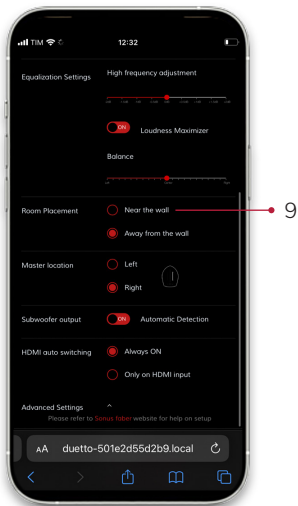 TIM 12:32
Equalization Settings High frequency adjustment
ON Loudness Maximizer
Balance
Room Placement Near the wall 9
Away from the wall
Master location Left
Right
Subwoofer output ON Automatic Detection
HDMI auto switching Always ON
Only on HDMI input
Advanced Settings
Please refer to Sonus faber website for help on setup
AA duetto-501e2d55d2b9.local